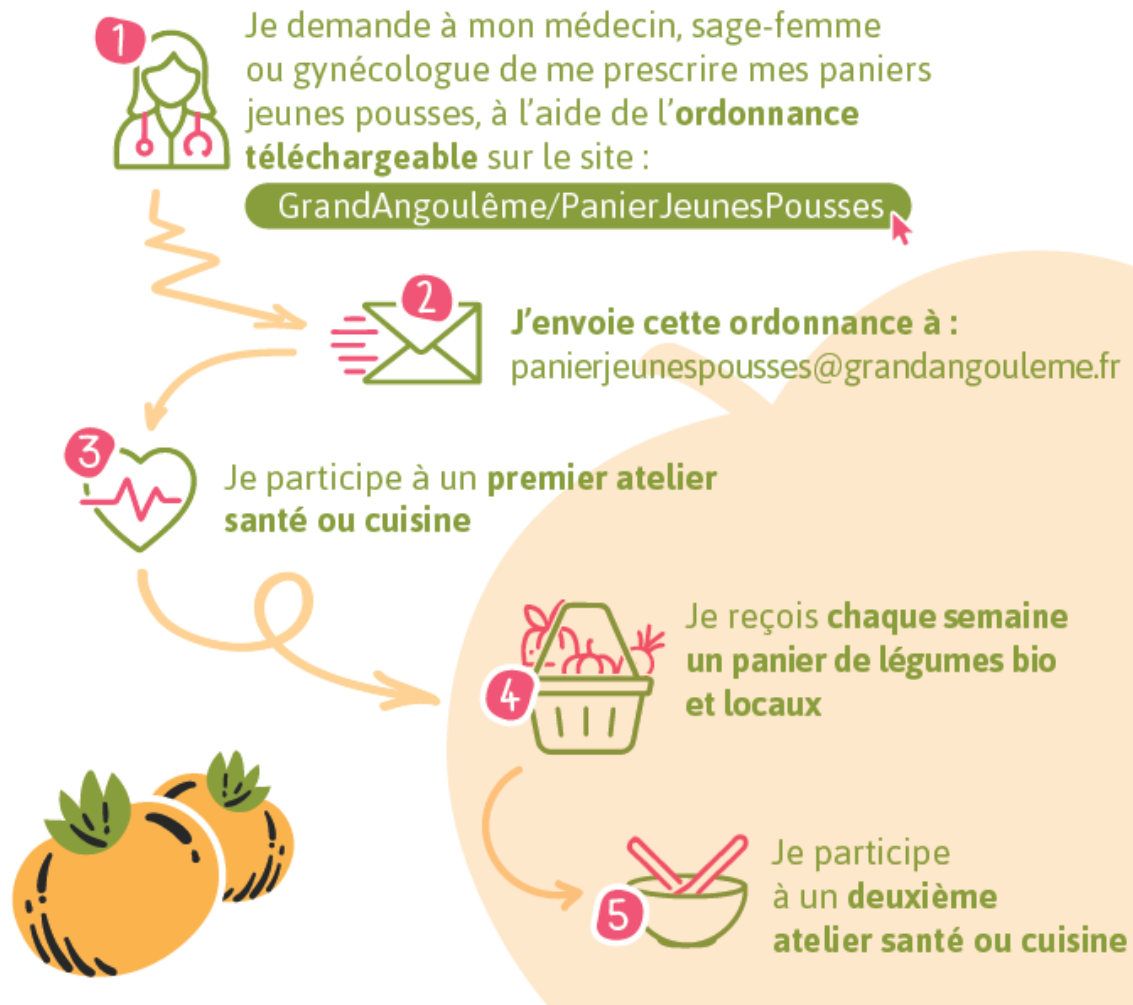 1
Je demande à mon médecin, sage-femme
ou gynécologue de me prescrire mes paniers
jeunes pousses, à l'aide de l'ordonnance
téléchargeable sur le site :
GrandAngoulême/PanierJeunesPousses
2
J'envoie cette ordonnance à :
panierjeunespousses@grandangouleme.fr
3
Je participe à un premier atelier
santé ou cuisine
4
Je reçois chaque semaine
un panier de légumes bio
et locaux
5
Je participe
à un deuxième
atelier santé ou cuisine